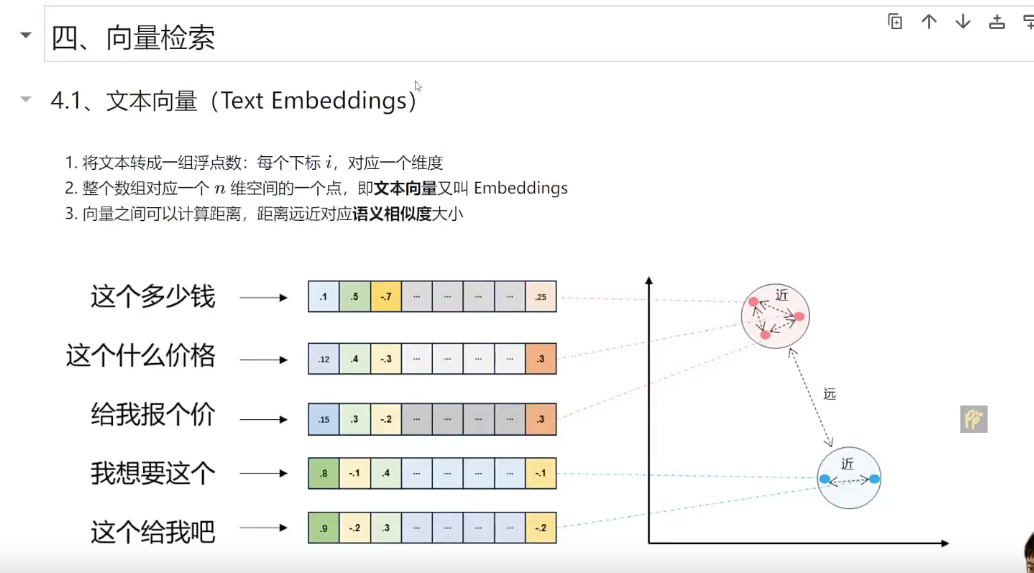 四、向量检索
4.1、文本向量（Text Embeddings）
1. 将文本转成一组浮点数：每个下标 i，对应一个维度
2. 整个数组对应一个 n 维空间的一个点，即文本向量又叫 Embeddings
3. 向量之间可以计算距离，距离远近对应语义相似度大小
这个多少钱 .1 .5 -.7 ... ... ... ... .25
这个什么价格 .12 .4 -.3 ... ... ... ... .3
给我报个价 .15 .3 -.2 ... ... ... ... .3
我想要这个 .8 -.1 .4 ... ... ... ... -.1
这个给我吧 .9 -.2 .3 ... ... ... ... -.2
近
远
近